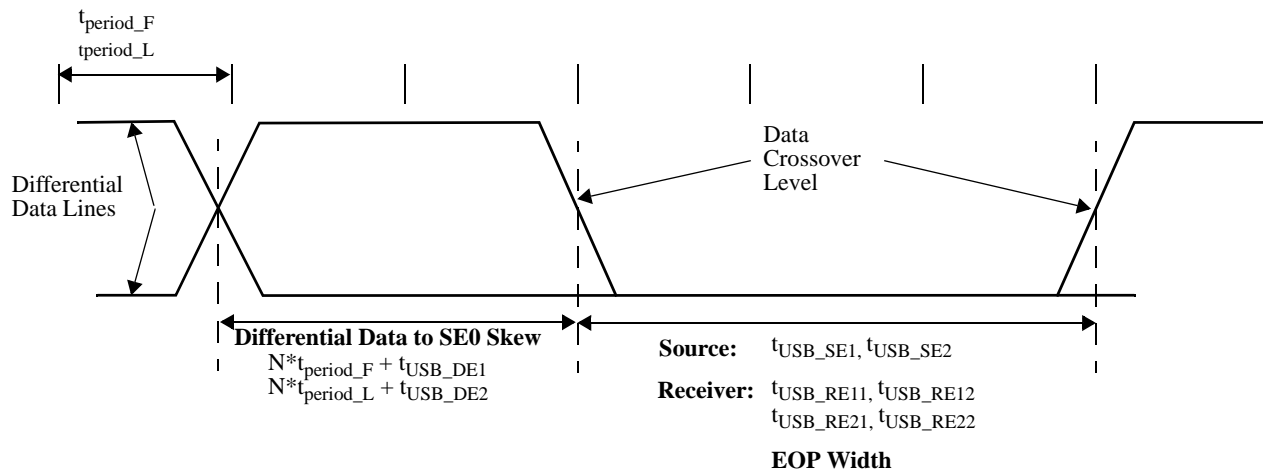 tperiod_F
tperiod_L
Data
Crossover
Level
Differential
Data Lines
Differential Data to SE0 Skew
N*tperiod_F + tUSB_DE1
N*tperiod_L + tUSB_DE2
Source: tUSB_SE1, tUSB_SE2
Receiver: tUSB_RE11, tUSB_RE12
tUSB_RE21, tUSB_RE22
EOP Width